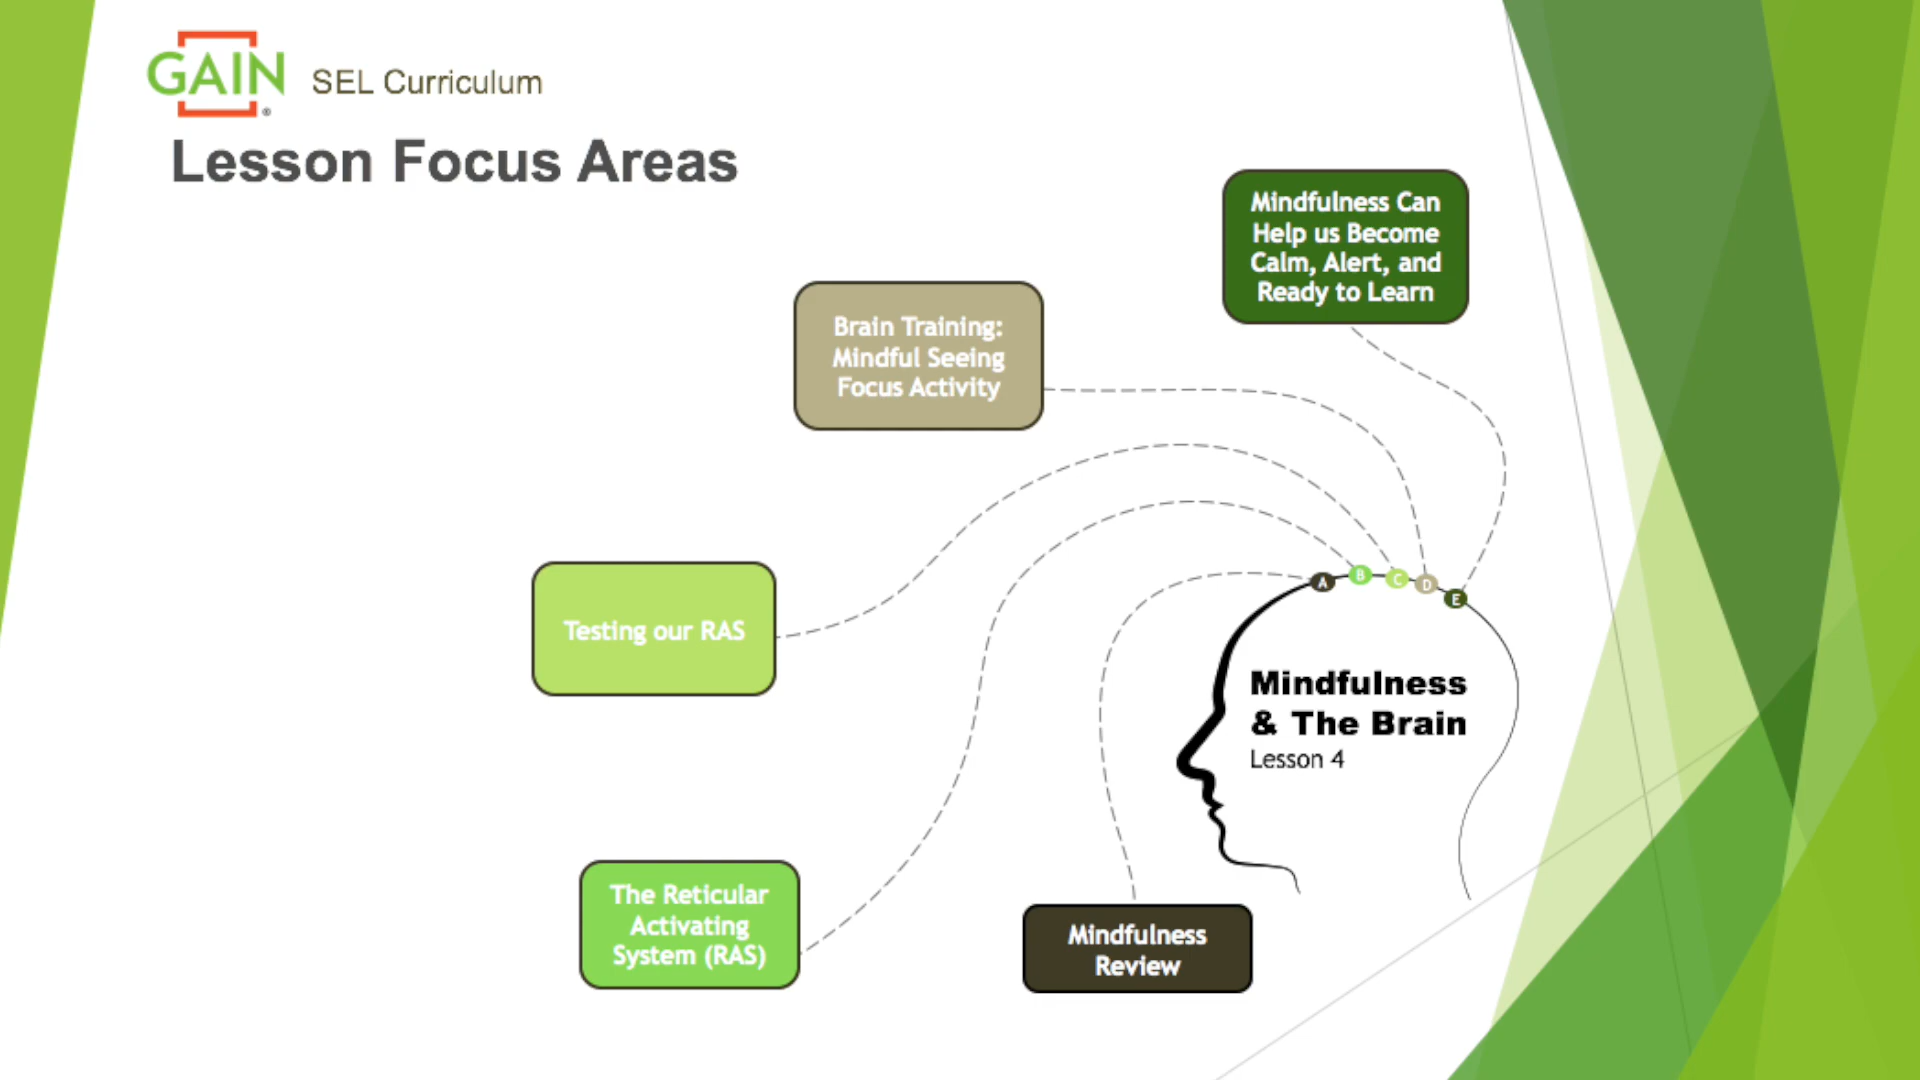 GAIN®
SEL Curriculum
Lesson Focus Areas
Mindfulness Can
Help us Become
Calm, Alert, and
Ready to Learn
Brain Training:
Mindful Seeing
Focus Activity
Testing our RAS
The Reticular
Activating
System (RAS)
Mindfulness
Review
A
B
C
D
E
Mindfulness
& The Brain
Lesson 4